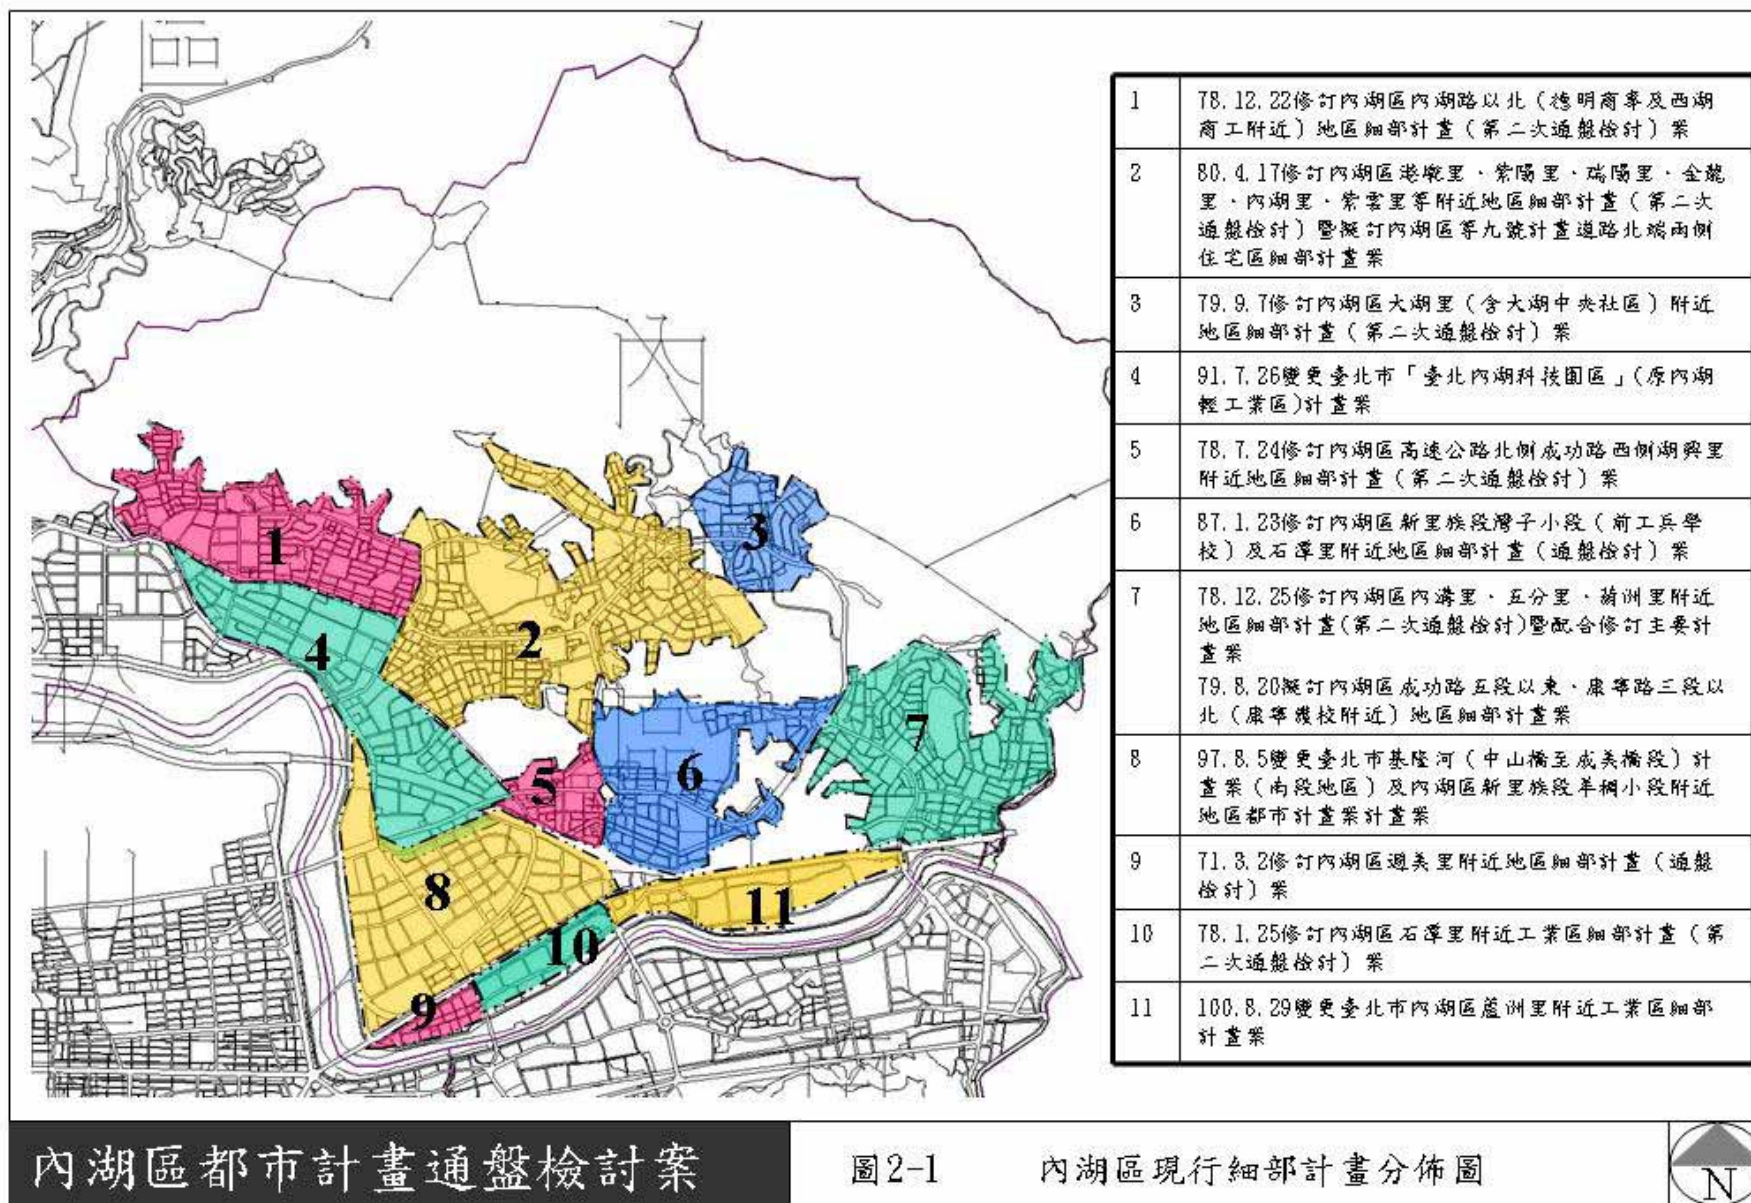 1
78.12.22修訂內湖區內湖路以北（德明商專及西湖
商工附近）地區細部計畫（第二次通盤檢討）案
2
80.4.17修訂內湖區港墘里、紫陽里、瑞陽里、金龍
里、內湖里、紫雲里等附近地區細部計畫（第二次
通盤檢討）暨擬訂內湖區等九號計畫道路北端兩側
住宅區細部計畫案
3
79.9.7修訂內湖區大湖里（含大湖中央社區）附近
地區細部計畫（第二次通盤檢討）案
4
91.7.26變更臺北市「臺北內湖科技園區」(原內湖
輕工業區)計畫案
5
78.7.24修訂內湖區高速公路北側成功路西側湖興里
附近地區細部計畫（第二次通盤檢討）案
6
87.1.23修訂內湖區新里族段灣子小段（前工兵學
校）及石潭里附近地區細部計畫（通盤檢討）案
7
78.12.25修訂內湖區內溝里、五分里、葫洲里附近
地區細部計畫(第二次通盤檢討)暨配合修訂主要計
畫案
79.8.20擬訂內湖區成功路五段以東、康寧路三段以
北（康寧護校附近）地區細部計畫案
8
97.8.5變更臺北市基隆河（中山橋至成美橋段）計
畫案（南段地區）及內湖區新里族段羊稠小段附近
地區都市計畫案計畫案
9
71.3.2修訂內湖區週美里附近地區細部計畫（通盤
檢討）案
10
78.1.25修訂內湖區石潭里附近工業區細部計畫（第
二次通盤檢討）案
11
100.8.29變更臺北市內湖區蘆洲里附近工業區細部
計畫案
1
2
3
4
5
6
7
8
9
10
11
內湖區都市計畫通盤檢討案
圖2-1 內湖區現行細部計畫分佈圖
N